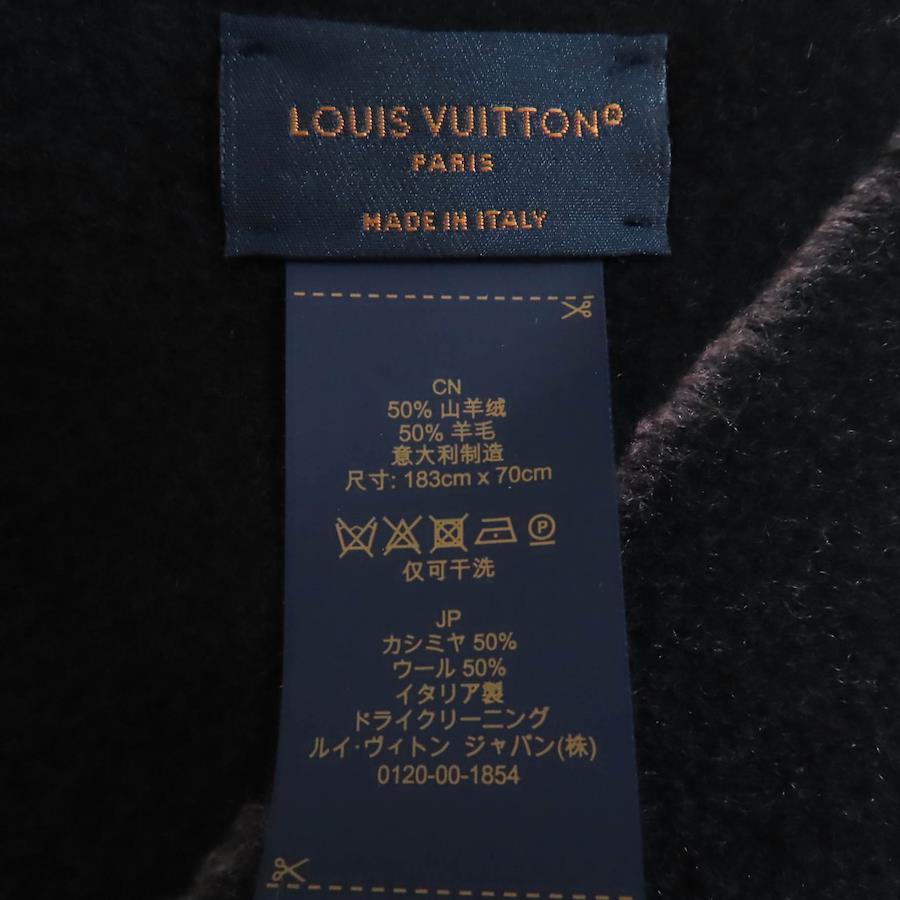 LOUIS VUITTON®
PARIS
MADE IN ITALY
CN
50% 山羊绒
50% 羊毛
意大利制造
尺寸: 183cm x 70cm
P
仅可干洗
JP
カシミヤ 50%
ウール 50%
イタリア製
ドライクリーニング
ルイ·ヴィトン ジャパン(株)
0120-00-1854